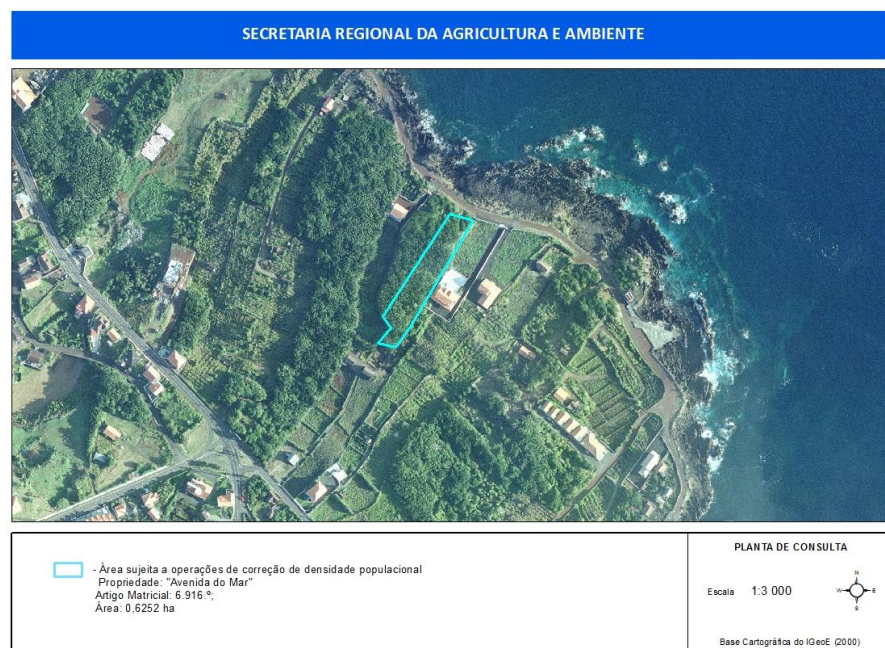 SECRETARIA REGIONAL DA AGRICULTURA E AMBIENTE
- Área sujeita a operações de correção de densidade populacional
Propriedade: "Avenida do Mar"
Artigo Matricial: 6.916.º;
Área: 0,6252 ha
PLANTA DE CONSULTA
Escala 1:3 000
N
W E
S
Base Cartográfica do IGeoE (2000)